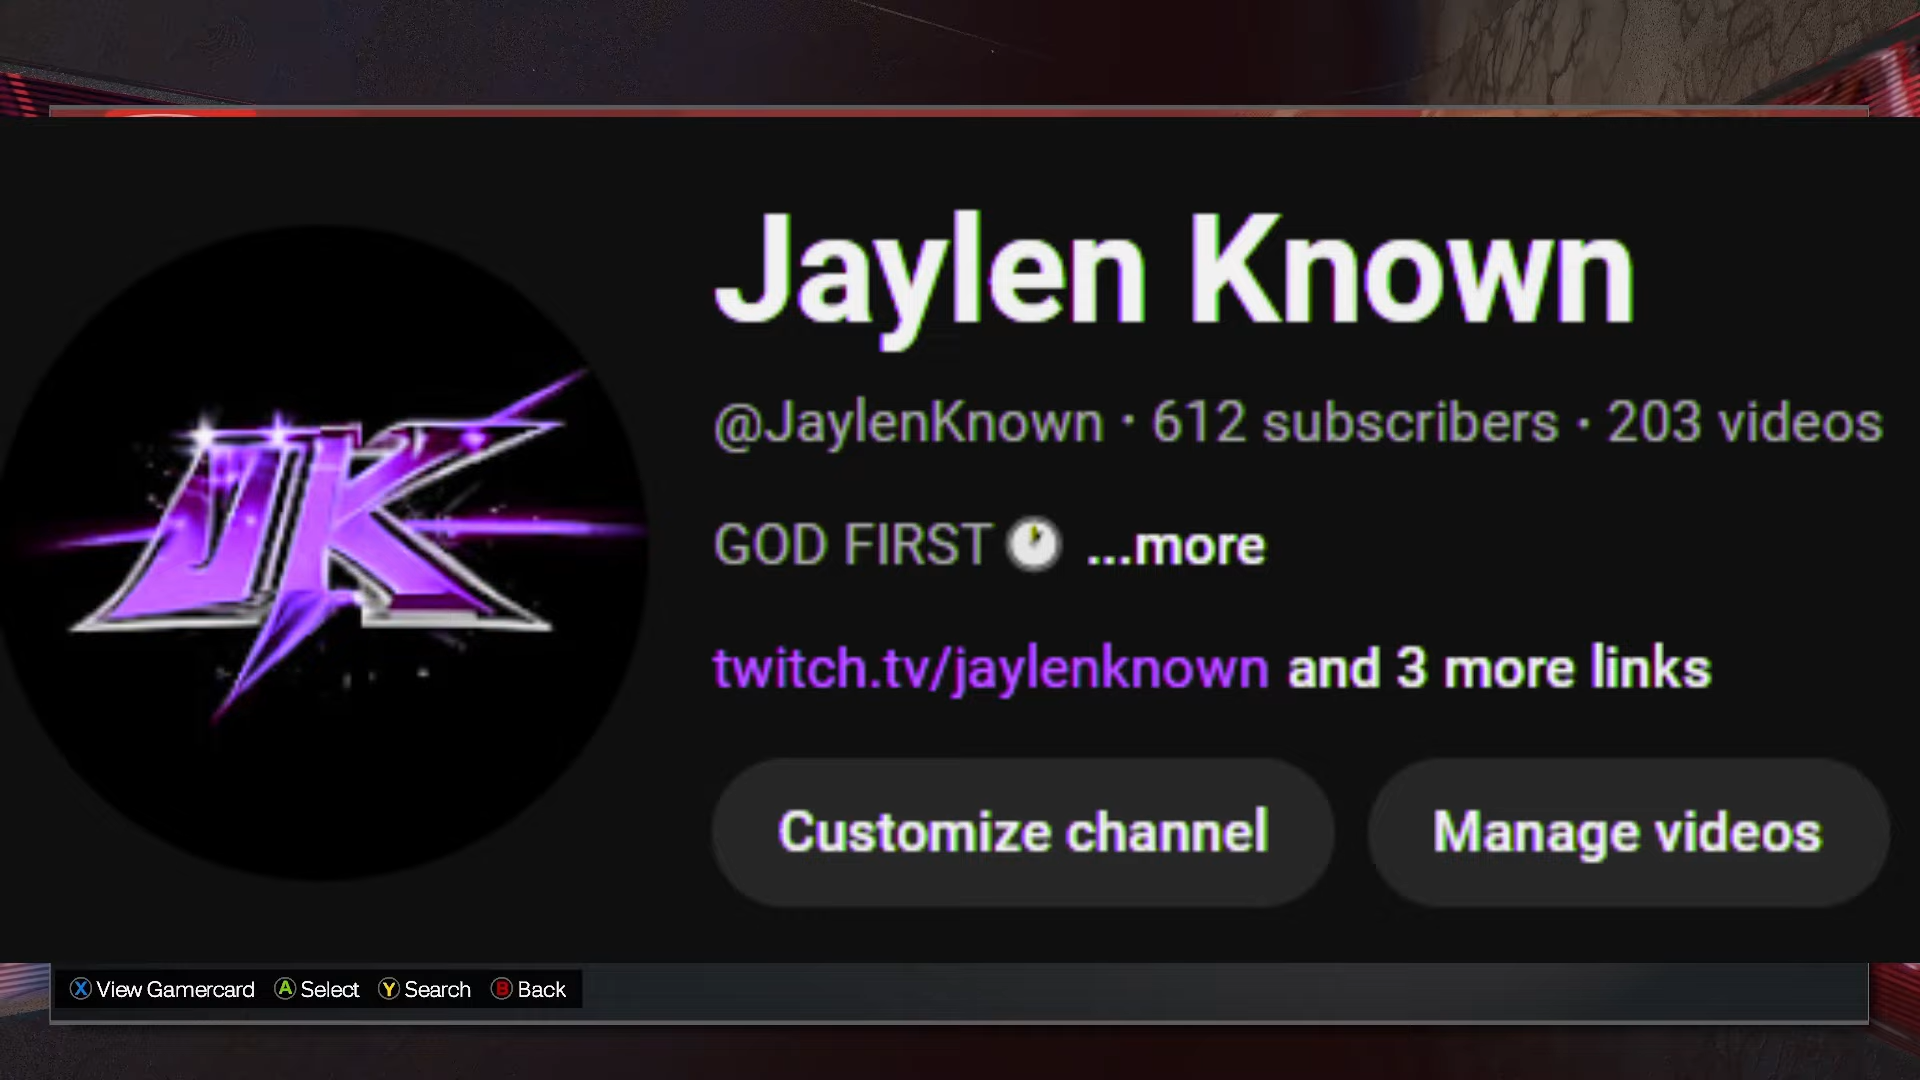 JK
Jaylen Known
@JaylenKnown · 612 subscribers · 203 videos
GOD FIRST🕐 ...more
twitch.tv/jaylenknown and 3 more links
Customize channel Manage videos
X View Gamercard A Select Y Search B Back